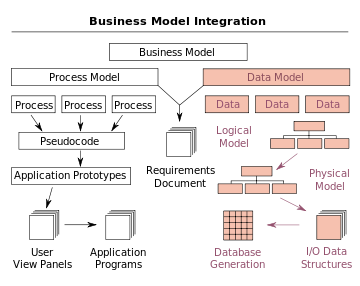 Business Model Integration
Business Model
Process Model
Data Model
Process
Process
Process
Data
Data
Data
Pseudocode
Logical
Model
Application Prototypes
Requirements
Document
Physical
Model
User
View Panels
Application
Programs
Database
Generation
I/O Data
Structures